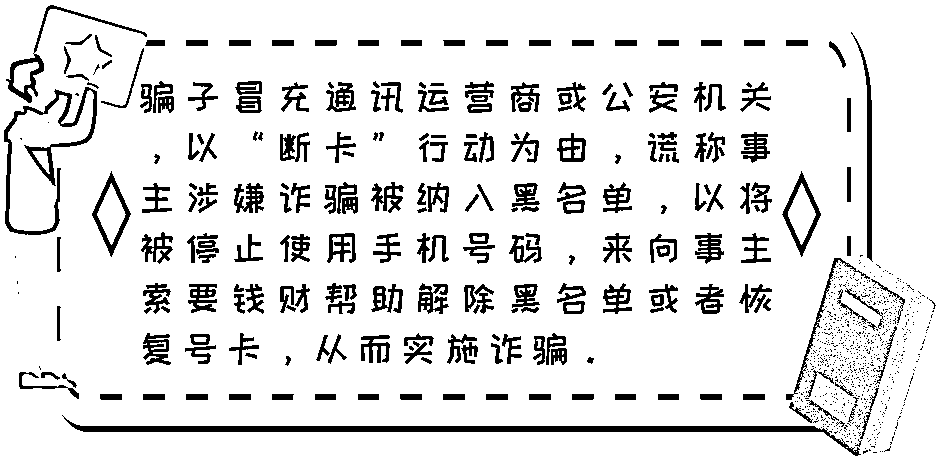 骗子冒充通讯运营商或公安机关
，以“断卡”行动为由，谎称事
主涉嫌诈骗被纳入黑名单，以将
被停止使用手机号码，来向事主
索要钱财帮助解除黑名单或者恢
复号卡，从而实施诈骗．